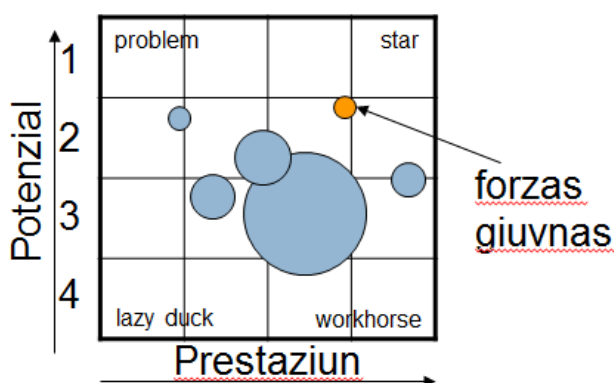 problem star
1
2
3
4
Potenzial
forzas
giuvnas
lazy duck workhorse
Prestaziun